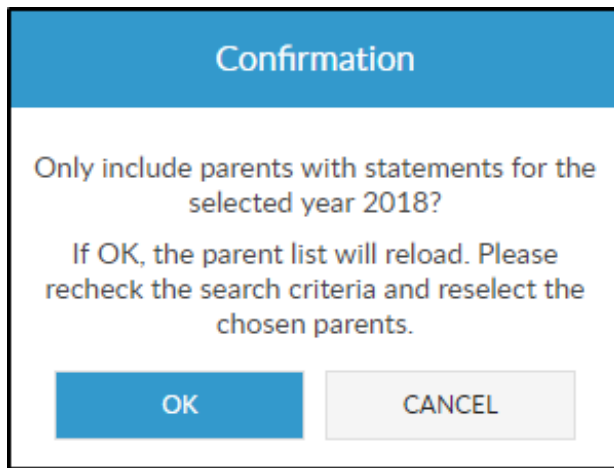 Confirmation
Only include parents with statements for the
selected year 2018?
If OK, the parent list will reload. Please
recheck the search criteria and reselect the
chosen parents.
OK
CANCEL